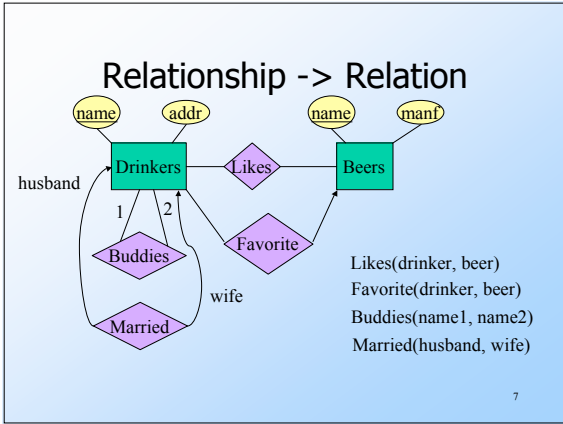 Relationship -> Relation
name
addr
name
manf
Drinkers
Likes
Beers
husband
1
2
Buddies
Favorite
wife
Married
Likes(drinker, beer)
Favorite(drinker, beer)
Buddies(name1, name2)
Married(husband, wife)
7